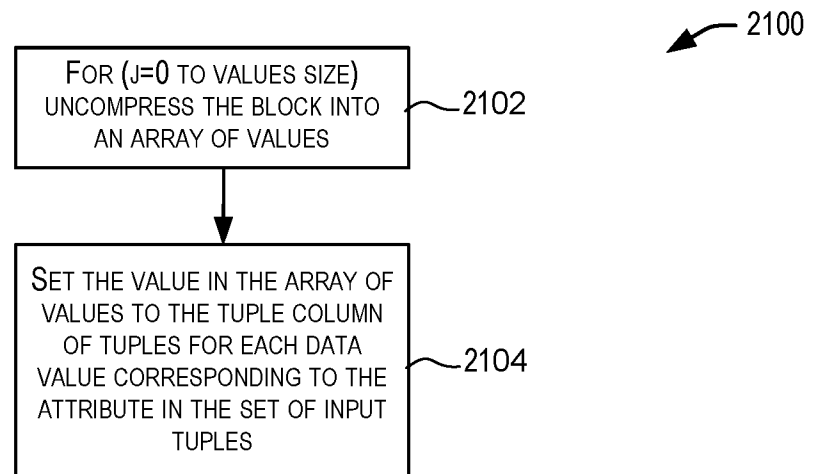 2100
FOR (J=0 TO VALUES SIZE)
UNCOMPRESS THE BLOCK INTO
AN ARRAY OF VALUES
2102
SET THE VALUE IN THE ARRAY OF
VALUES TO THE TUPLE COLUMN
OF TUPLES FOR EACH DATA
VALUE CORRESPONDING TO THE
ATTRIBUTE IN THE SET OF INPUT
TUPLES
2104